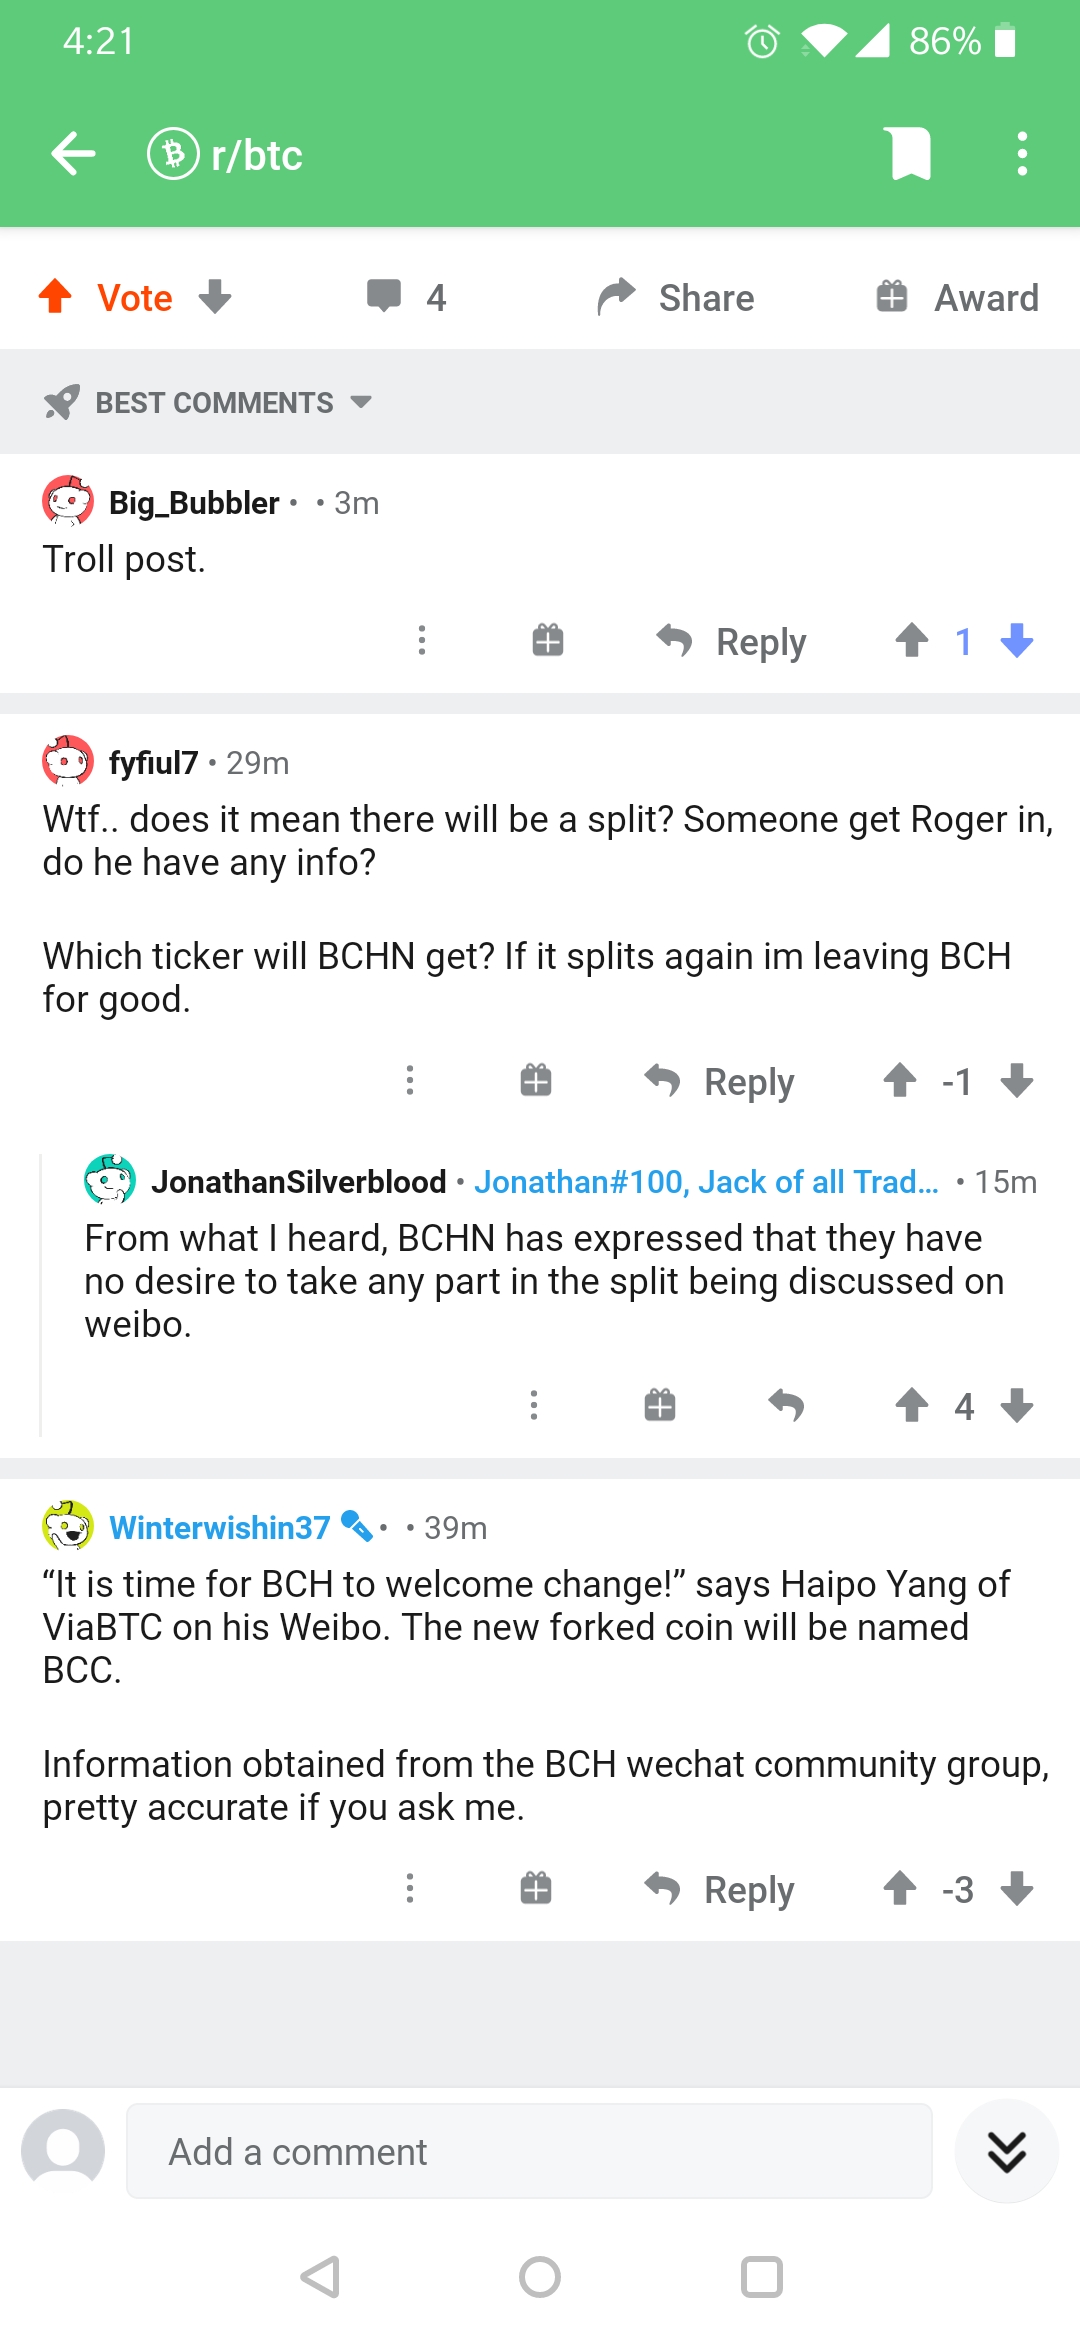 4:21
86%
r/btc
Vote
4
Share
Award
BEST COMMENTS
Big_Bubbler • • 3m
Troll post.
Reply
1
fyfiul7 • 29m
Wtf.. does it mean there will be a split? Someone get Roger in,
do he have any info?
Which ticker will BCHN get? If it splits again im leaving BCH
for good.
Reply
-1
JonathanSilverblood • Jonathan#100, Jack of all Trad... • 15m
From what I heard, BCHN has expressed that they have
no desire to take any part in the split being discussed on
weibo.
4
Winterwishin37 • • 39m
“It is time for BCH to welcome change!” says Haipo Yang of
ViaBTC on his Weibo. The new forked coin will be named
BCC.
Information obtained from the BCH wechat community group,
pretty accurate if you ask me.
Reply
-3
Add a comment